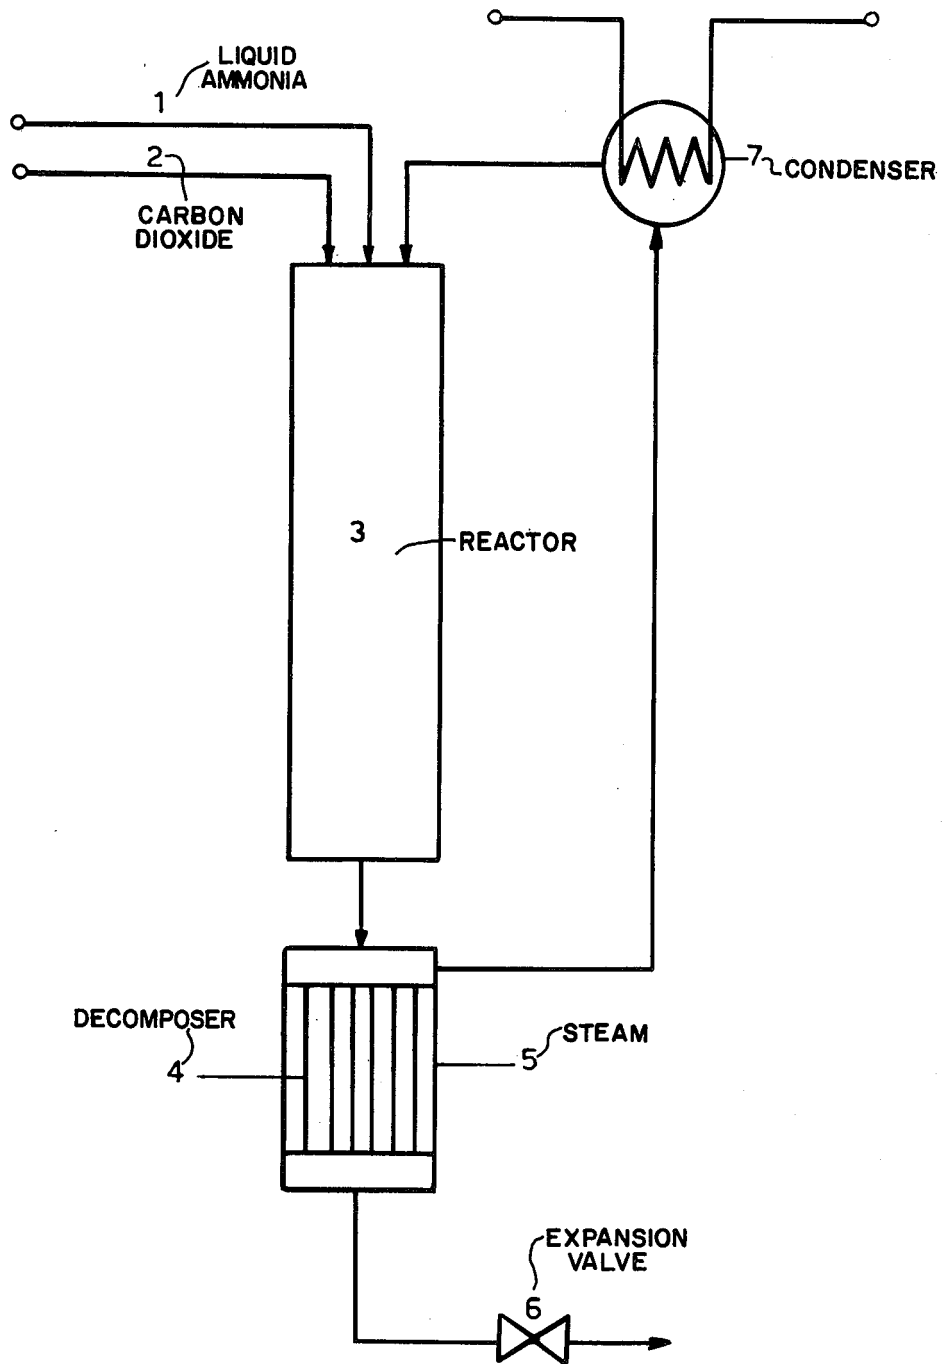 LIQUID
AMMONIA
1
2
CARBON
DIOXIDE
7
CONDENSER
3
REACTOR
DECOMPOSER
4
5
STEAM
EXPANSION
VALVE
6